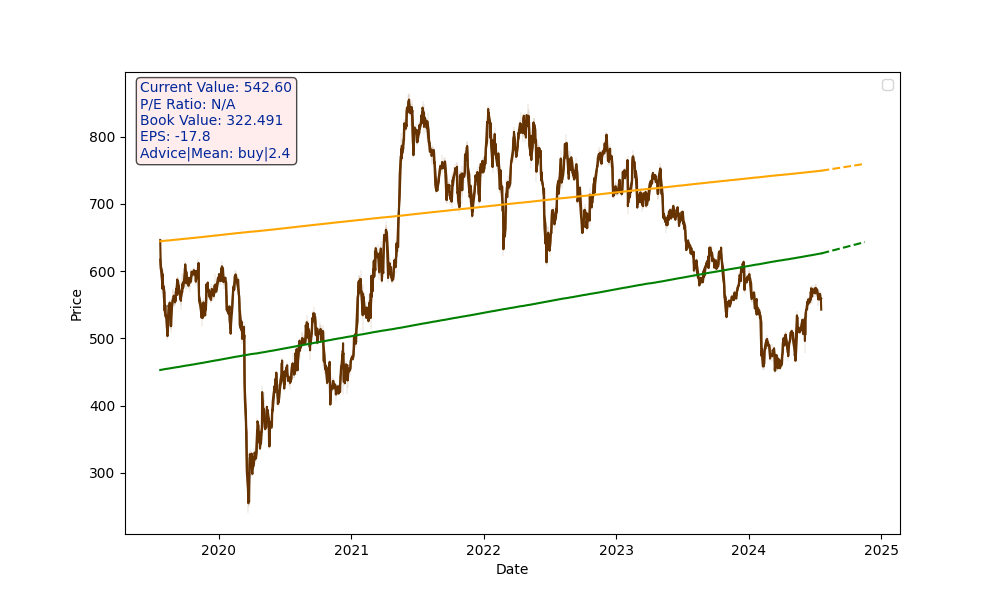 Current Value: 542.60
P/E Ratio: N/A
Book Value: 322.491
EPS: -17.8
Advice|Mean: buy|2.4
800
700
600
500
400
300
Price
2020
2021
2022
2023
2024
2025
Date